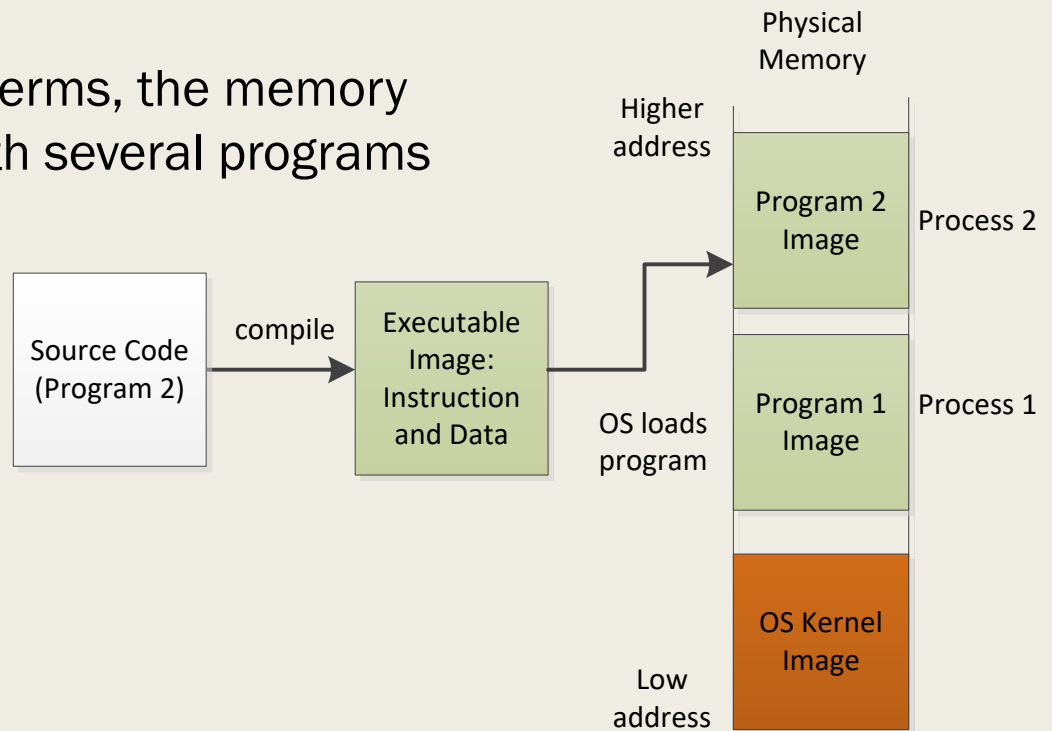 erms, the memory
th several programs
Physical
Memory
Higher
address
Program 2
Image
Process 2
Source Code
(Program 2)
compile
Executable
Image:
Instruction
and Data
OS loads
program
Program 1
Image
Process 1
OS Kernel
Image
Low
address